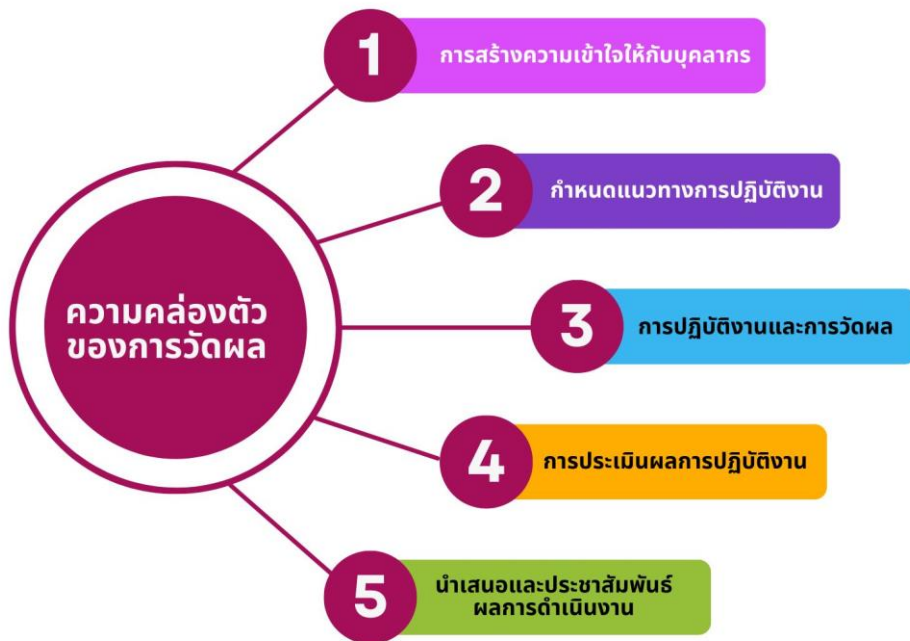 1
การสร้างความเข้าใจให้กับบุคลากร
2
กำหนดแนวทางการปฏิบัติงาน
ความคล่องตัว
ของการวัดผล
3
การปฏิบัติงานและการวัดผล
4
การประเมินผลการปฏิบัติงาน
5
นำเสนอและประชาสัมพันธ์
ผลการดำเนินงาน